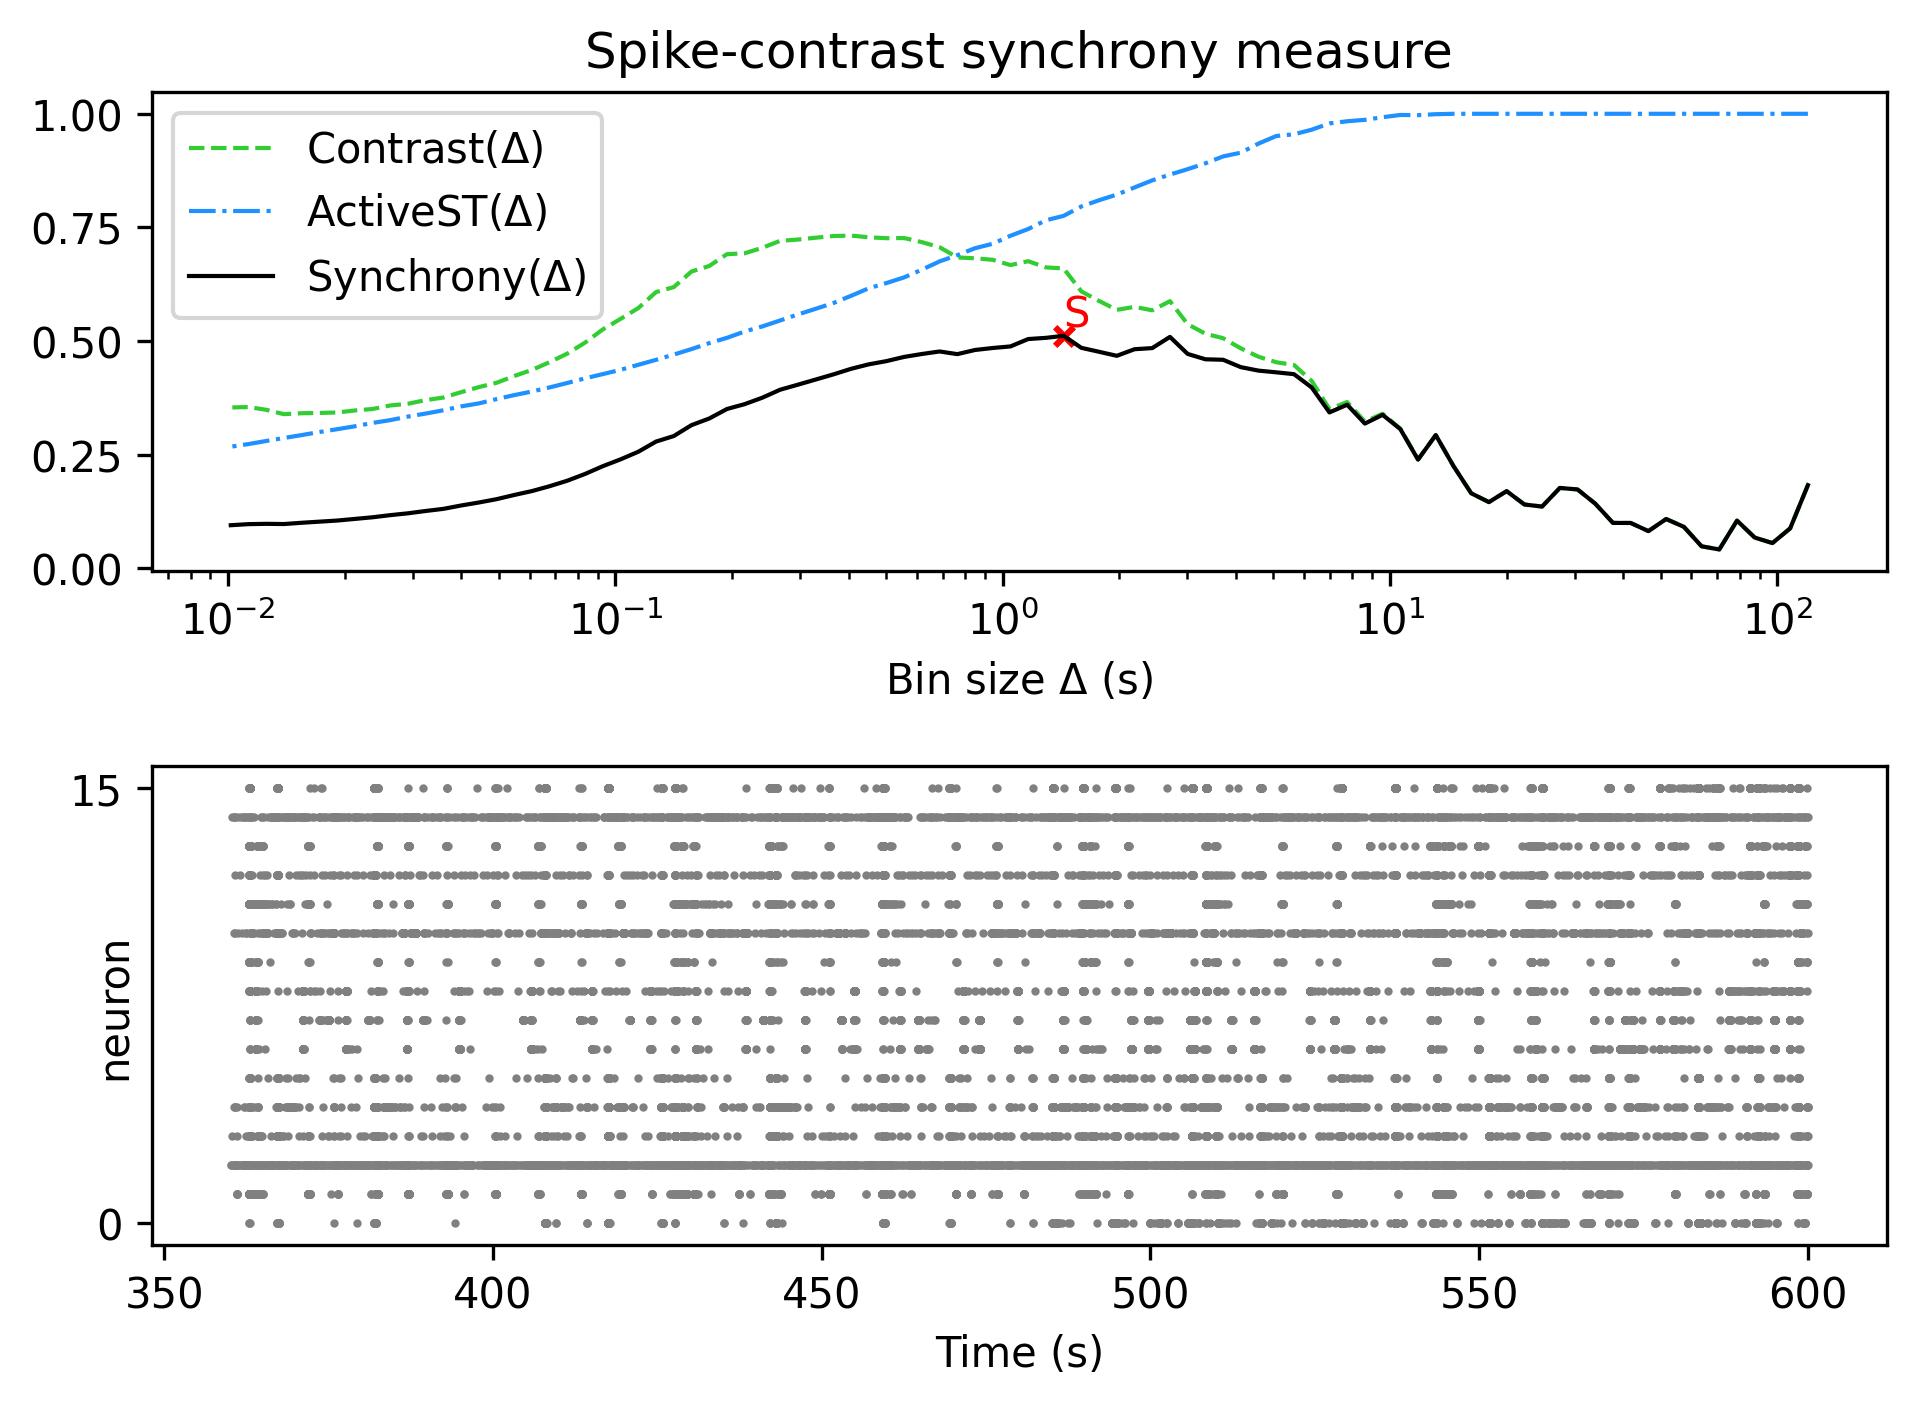 Spike-contrast synchrony measure
1.00
0.75
0.50
0.25
0.00
Contrast(Δ)
ActiveST(Δ)
Synchrony(Δ)
S
10⁻² 10⁻¹ 10⁰ 10¹ 10²
Bin size Δ (s)
15
0
neuron
350 400 450 500 550 600
Time (s)